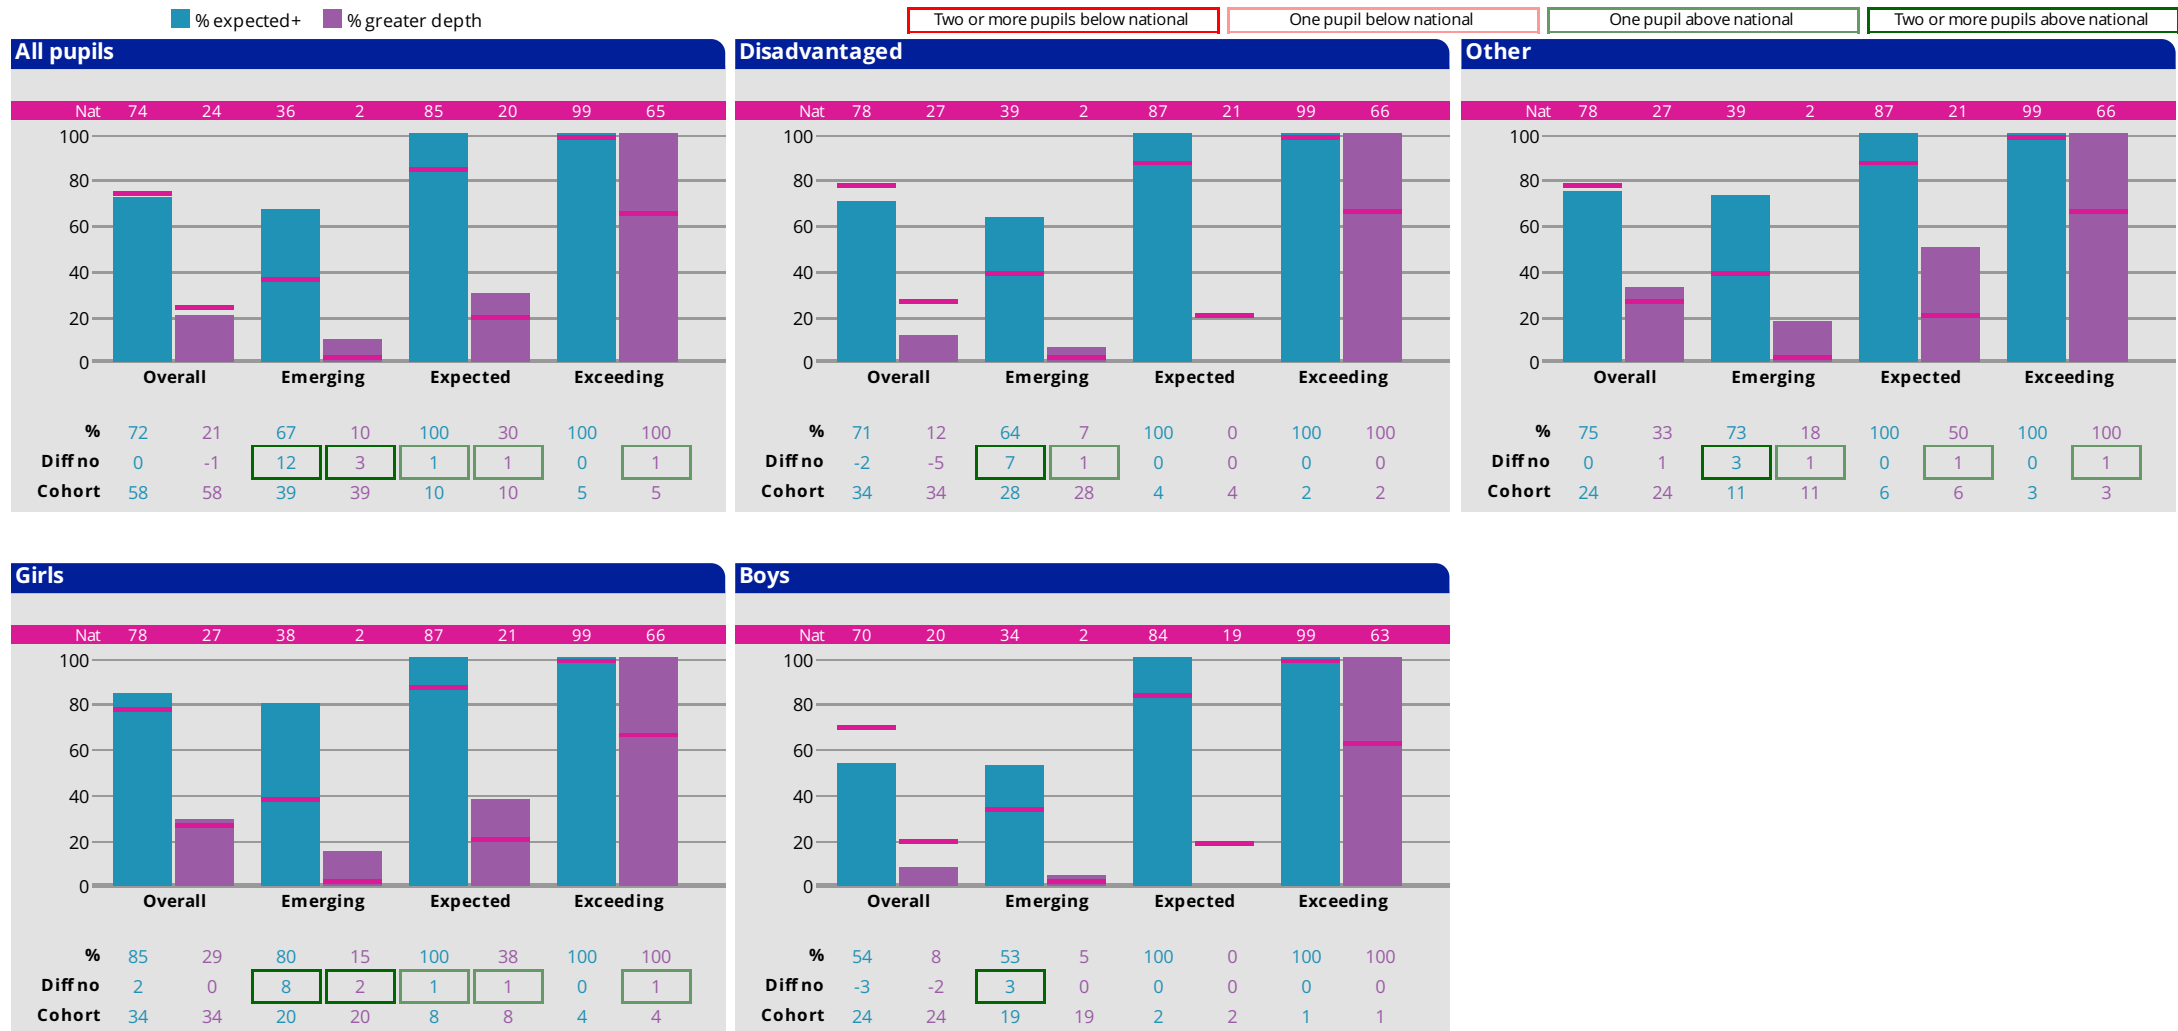 % expected+ % greater depth
Two or more pupils below national One pupil below national One pupil above national Two or more pupils above national
All pupils
Nat 74 24 36 2 85 20 99 65
100
80
60
40
20
0
Overall Emerging Expected Exceeding
% 72 21 67 10 100 30 100 100
Diff no 0 -1 12 3 1 1 0 1
Cohort 58 58 39 39 10 10 5 5
Disadvantaged
Nat 78 27 39 2 87 21 99 66
100
80
60
40
20
0
Overall Emerging Expected Exceeding
% 71 12 64 7 100 0 100 100
Diff no -2 -5 7 1 0 0 0 0
Cohort 34 34 28 28 4 4 2 2
Other
Nat 78 27 39 2 87 21 99 66
100
80
60
40
20
0
Overall Emerging Expected Exceeding
% 75 33 73 18 100 50 100 100
Diff no 0 1 3 1 0 1 0 1
Cohort 24 24 11 11 6 6 3 3
Girls
Nat 78 27 38 2 87 21 99 66
100
80
60
40
20
0
Overall Emerging Expected Exceeding
% 85 29 80 15 100 38 100 100
Diff no 2 0 8 2 1 1 0 1
Cohort 34 34 20 20 8 8 4 4
Boys
Nat 70 20 34 2 84 19 99 63
100
80
60
40
20
0
Overall Emerging Expected Exceeding
% 54 8 53 5 100 0 100 100
Diff no -3 -2 3 0 0 0 0 0
Cohort 24 24 19 19 2 2 1 1